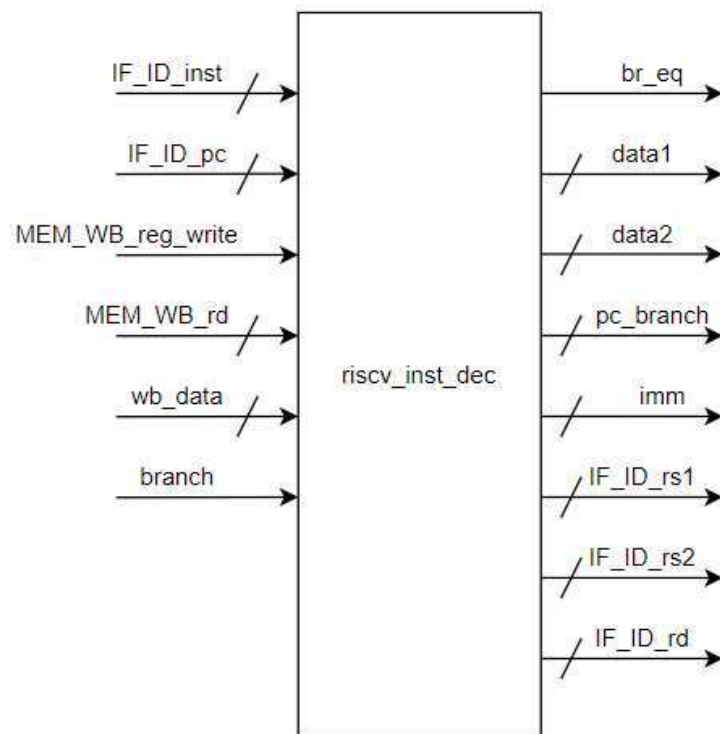 IF_ID_inst
IF_ID_pc
MEM_WB_reg_write
MEM_WB_rd
wb_data
branch
riscv_inst_dec
br_eq
data1
data2
pc_branch
imm
IF_ID_rs1
IF_ID_rs2
IF_ID_rd